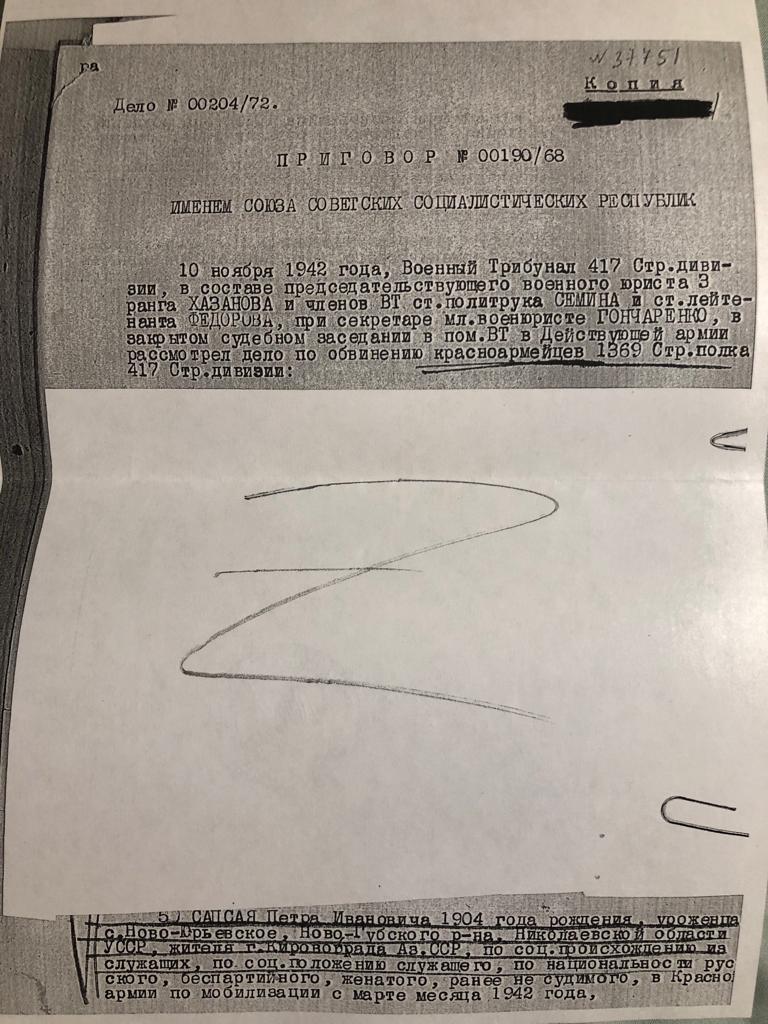 га
N 37751
Копия
Дело № 00204/72.
ПРИГОВОР № 00190/68
ИМЕНЕМ СОЮЗА СОВЕТСКИХ СОЦИАЛИСТИЧЕСКИХ РЕСПУБЛИК
10 ноября 1942 года, Военный Трибунал 417 Стр.диви-
зии, в составе председательствующего военного юриста 3
ранга ХАЗАНОВА и членов ВТ ст.политрука СЕМИНА и ст.лейте-
нанта ФЕДОРОВА, при секретаре мл.военюристе ГОНЧАРЕНКО, в
закрытом судебном заседании в пом.ВТ в Действующей армии
рассмотрел дело по обвинению красноармейцев 1369 Стр.полка
417 Стр.дивизии:
5) САПСАЯ Петра Ивановича 1904 года рождения, уроженца
с.Ново-Юрьевское, Ново-Губского р-на, Николаевской области
УССР, жителя г.Кировобрада Аз.ССР, по соц.происхождению из
служащих, по соц.положению служащего, по национальности рус
ского, беспартийного, женатого, ранее не судимого, в Красно
армии по мобилизации с марте месяца 1942 года,